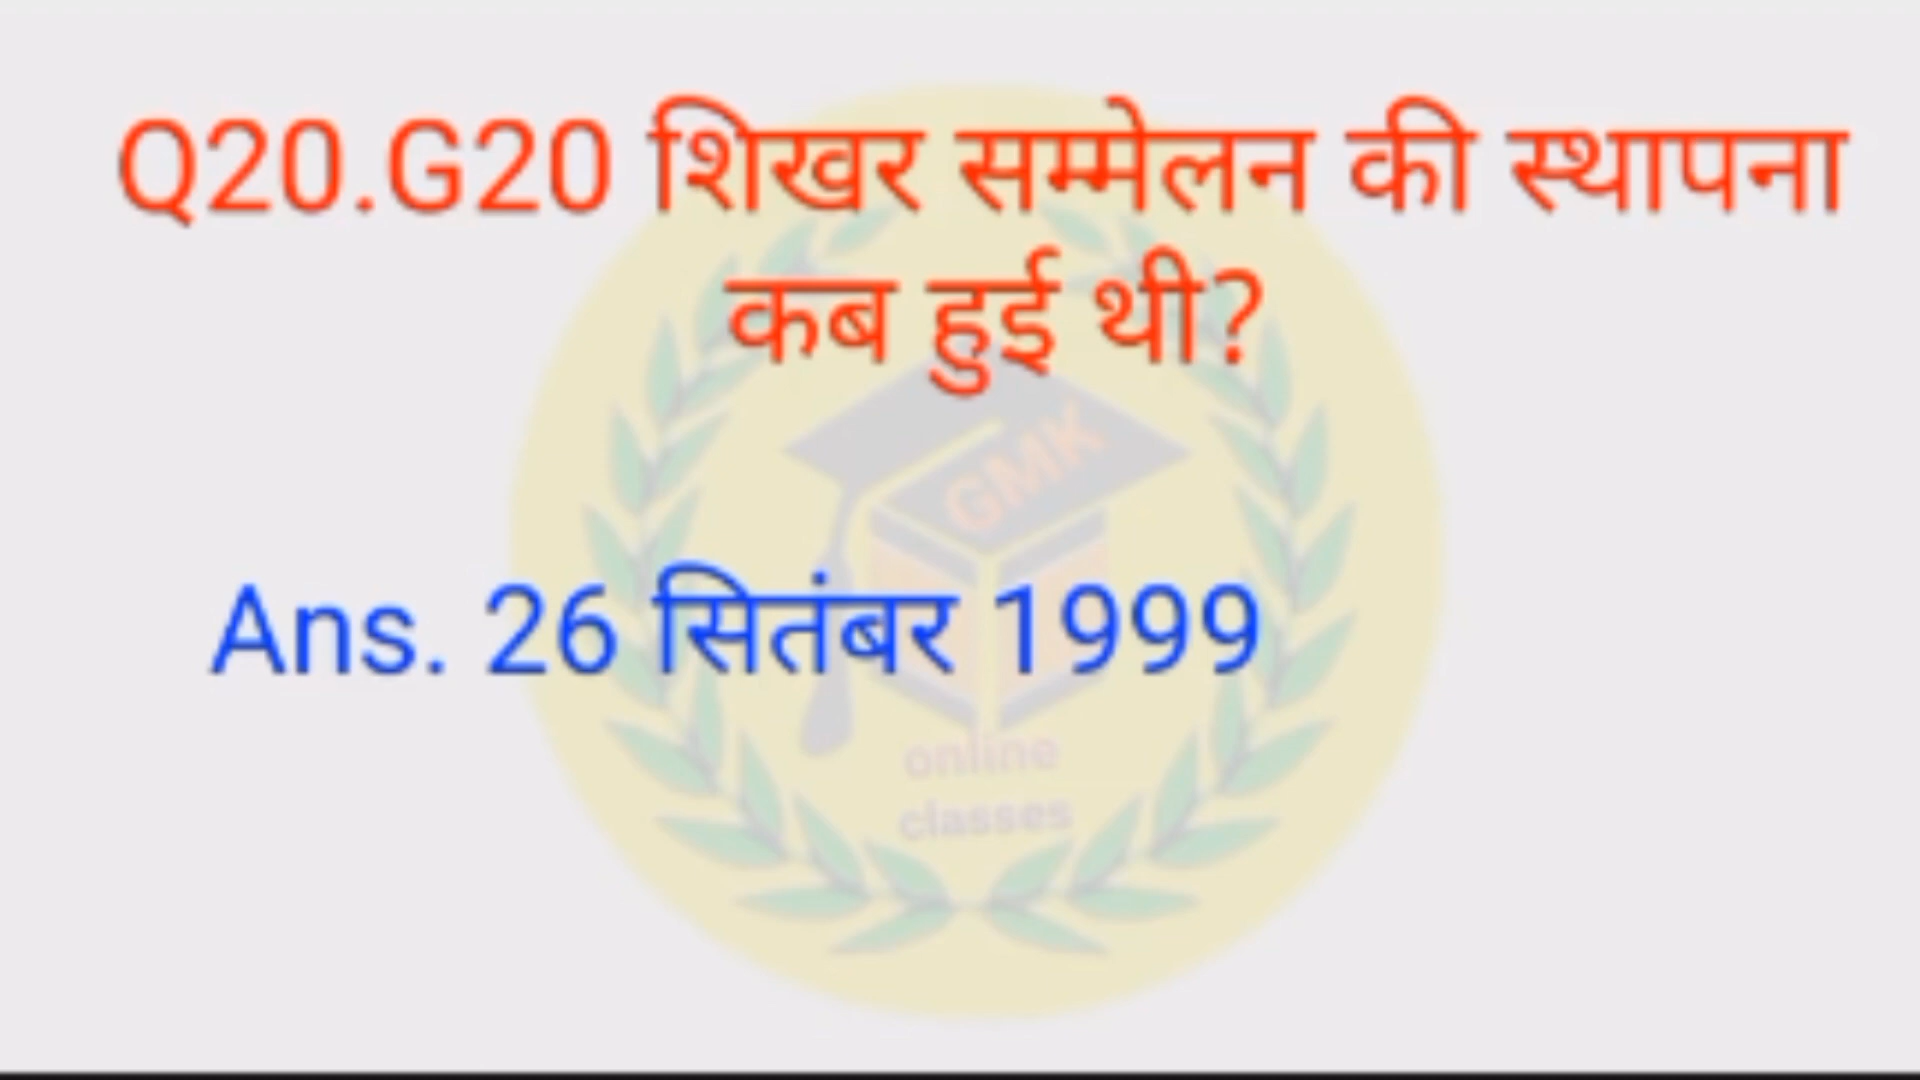 Q20.G20 शिखर सम्मेलन की स्थापना
कब हुई थी?
GMK
Ans. 26 सितंबर 1999
online
classes